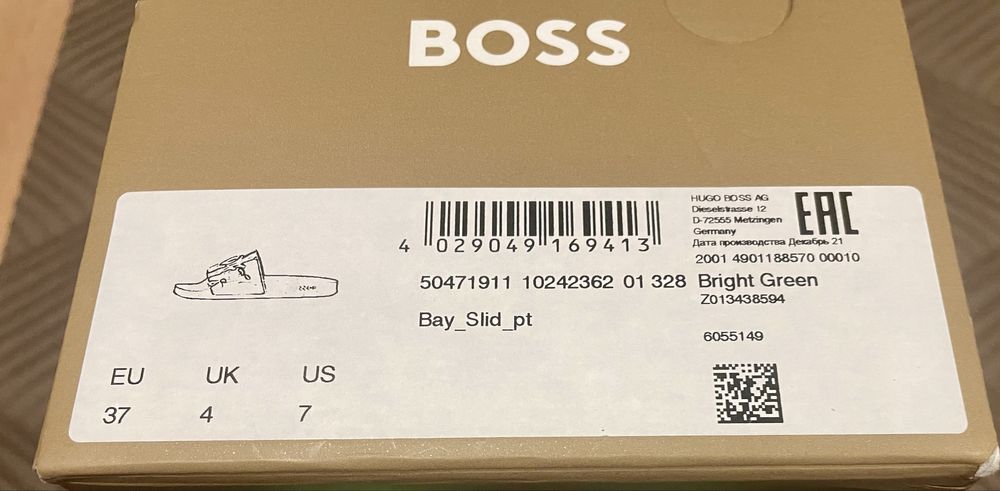 BOSS
4 029049 169413
HUGO BOSS AG
Dieselstrasse 12
D-72555 Metzingen
Germany
EAC
Дата производства Декабрь 21
2001 4901188570 00010
50471911 10242362 01 328 Bright Green
Z013438594
Bay_Slid_pt
6055149
EU UK US
37 4 7